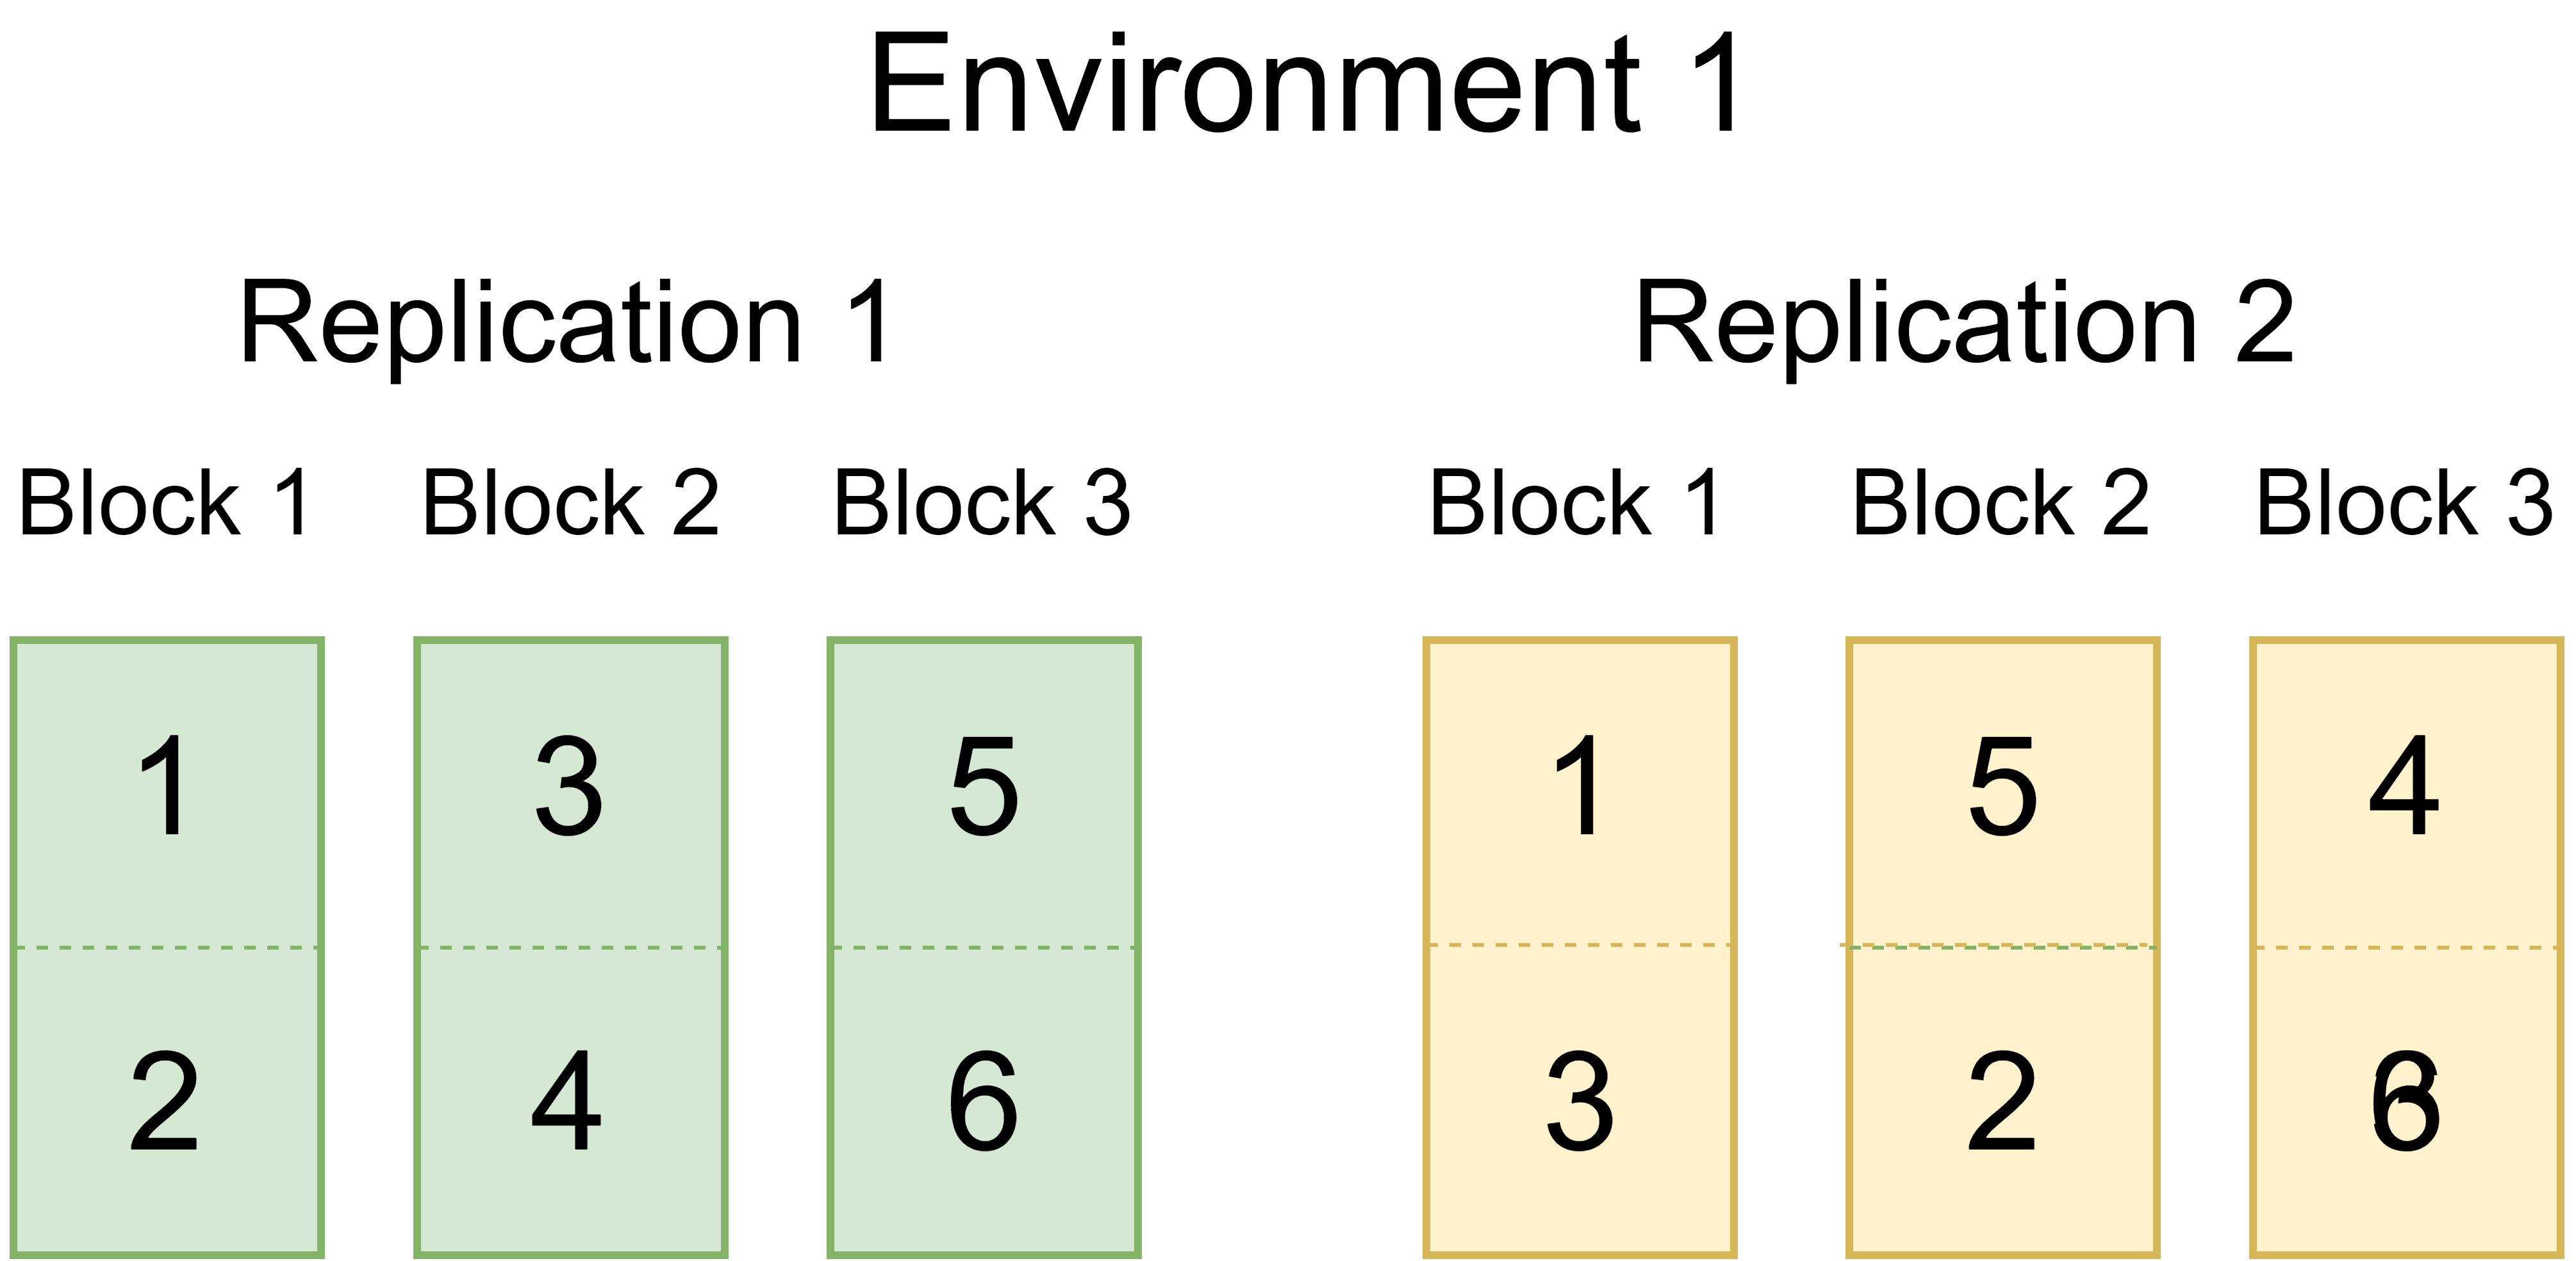 Environment 1
Replication 1 Replication 2
Block 1 Block 2 Block 3 Block 1 Block 2 Block 3
1 3 5 1 5 4
2 4 6 3 2